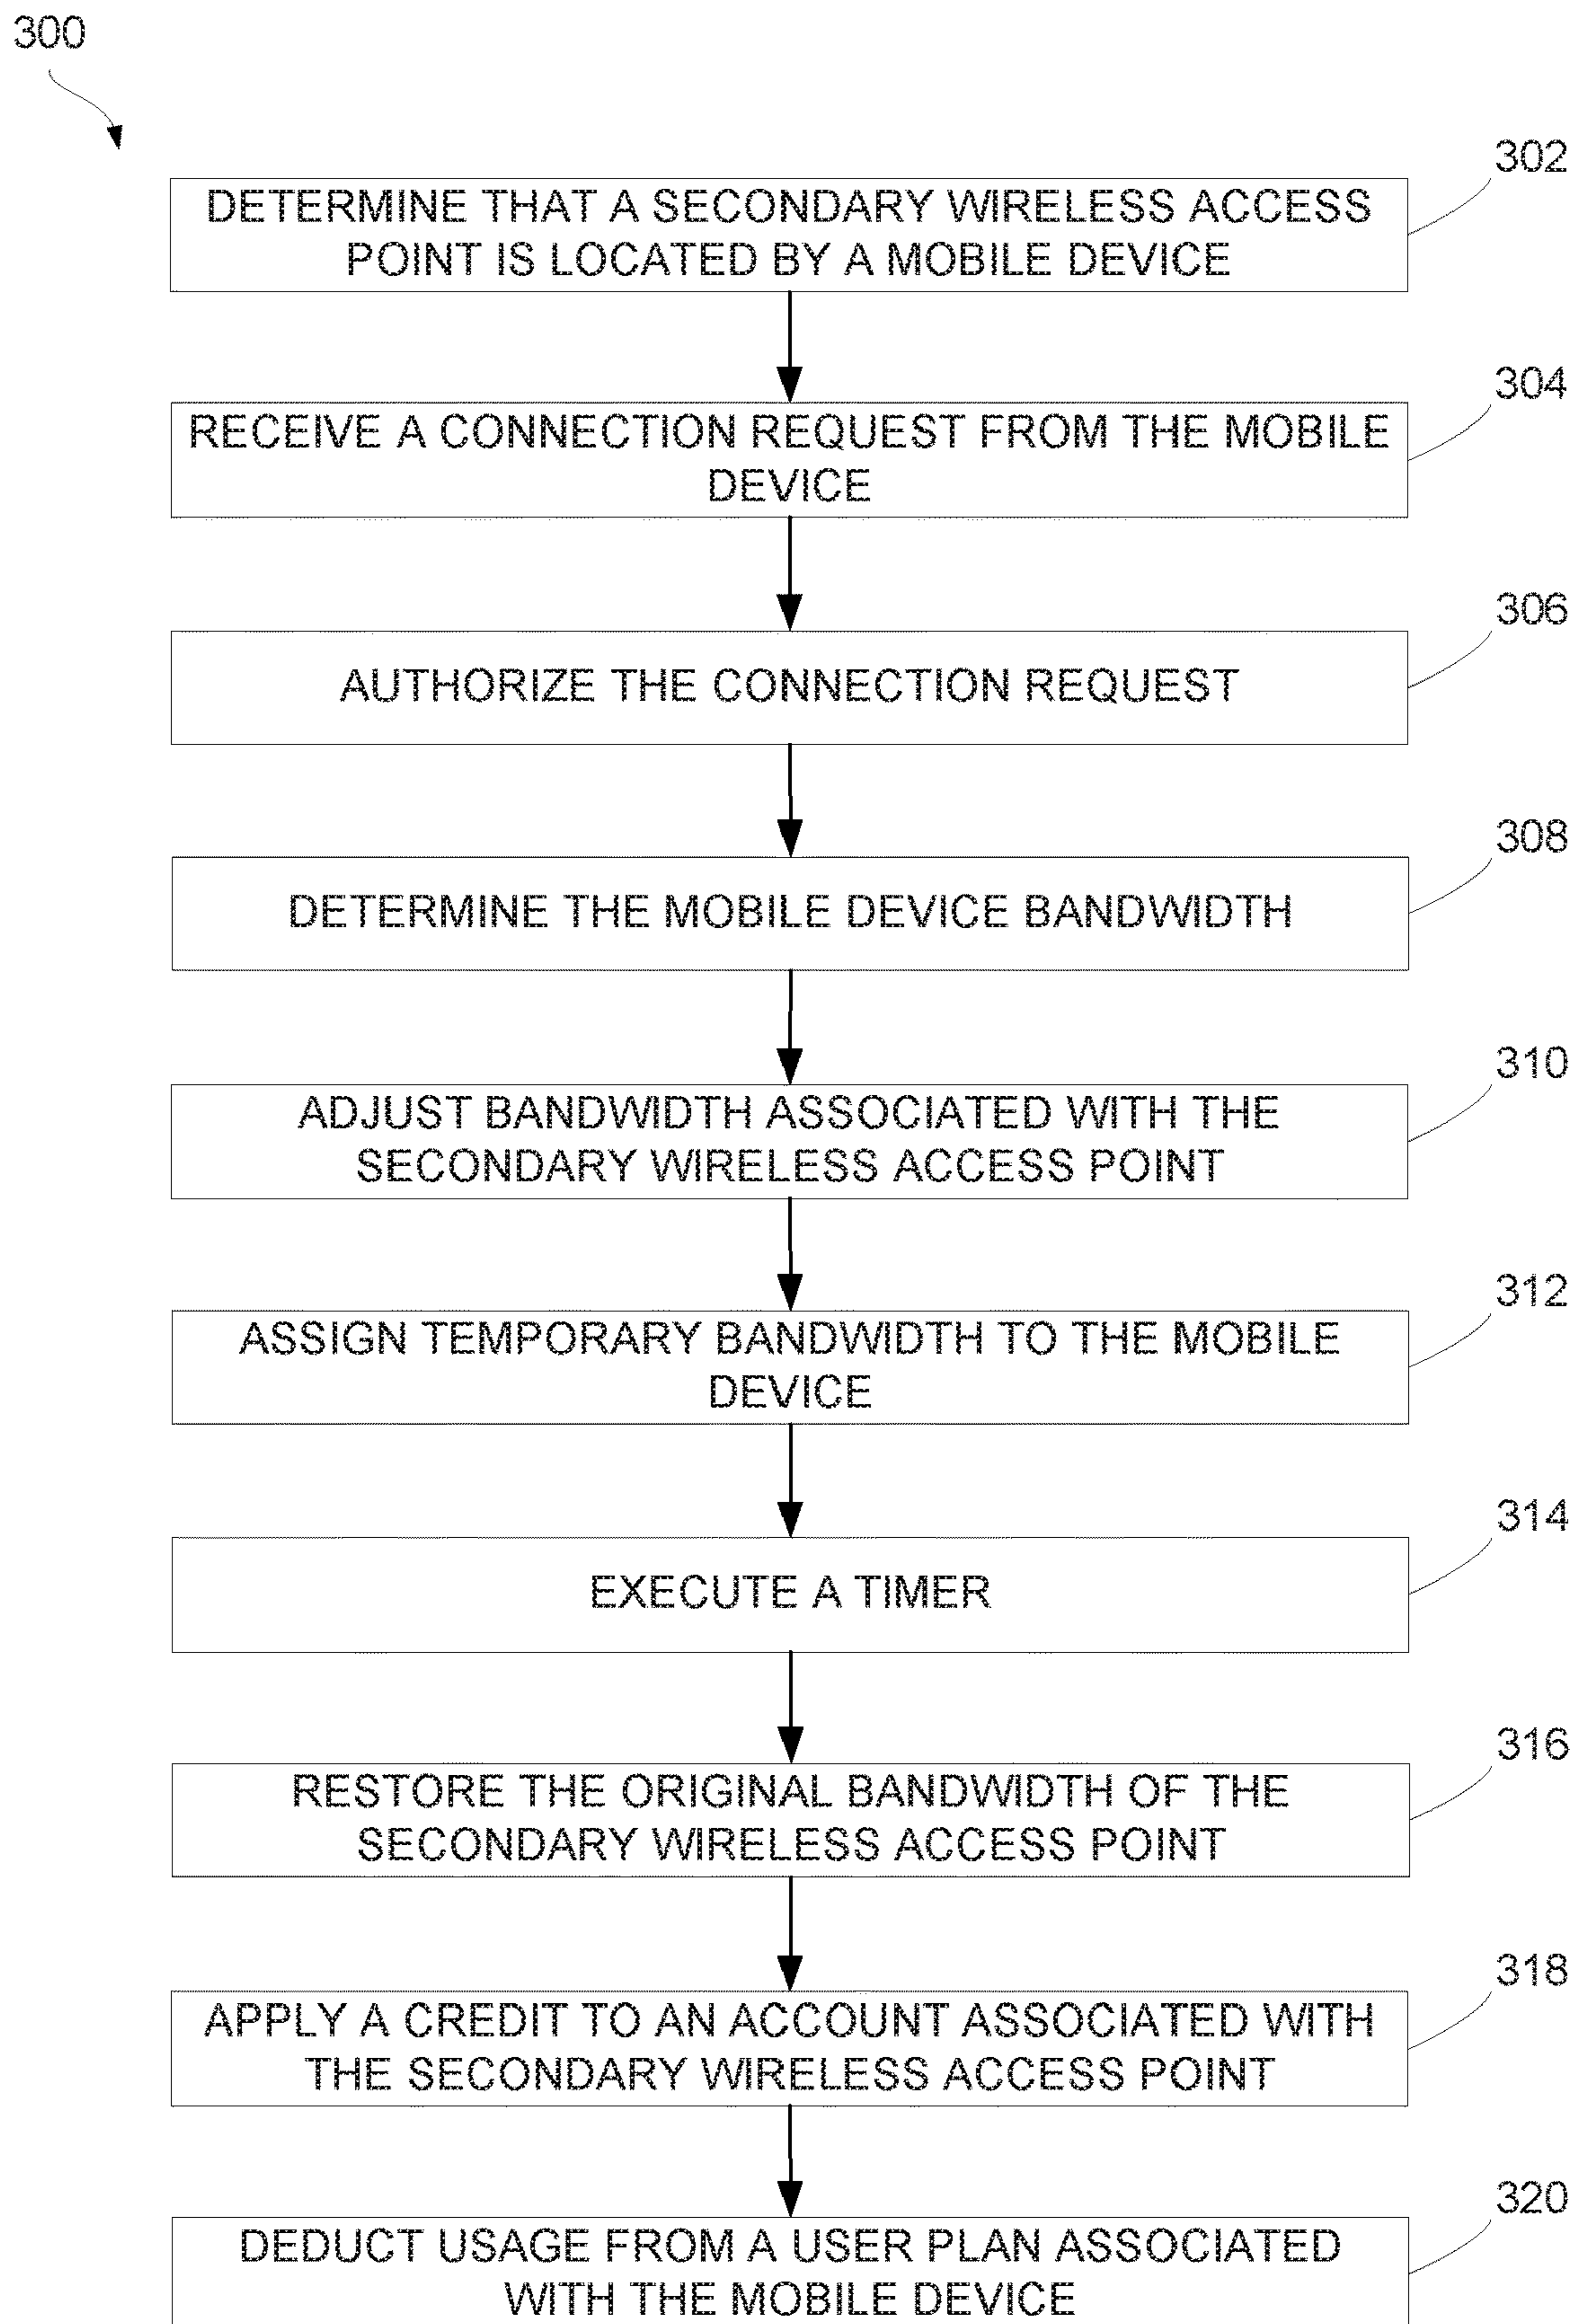 300
302
DETERMINE THAT A SECONDARY WIRELESS ACCESS
POINT IS LOCATED BY A MOBILE DEVICE
304
RECEIVE A CONNECTION REQUEST FROM THE MOBILE
DEVICE
306
AUTHORIZE THE CONNECTION REQUEST
308
DETERMINE THE MOBILE DEVICE BANDWIDTH
310
ADJUST BANDWIDTH ASSOCIATED WITH THE
SECONDARY WIRELESS ACCESS POINT
312
ASSIGN TEMPORARY BANDWIDTH TO THE MOBILE
DEVICE
314
EXECUTE A TIMER
316
RESTORE THE ORIGINAL BANDWIDTH OF THE
SECONDARY WIRELESS ACCESS POINT
318
APPLY A CREDIT TO AN ACCOUNT ASSOCIATED WITH
THE SECONDARY WIRELESS ACCESS POINT
320
DEDUCT USAGE FROM A USER PLAN ASSOCIATED
WITH THE MOBILE DEVICE